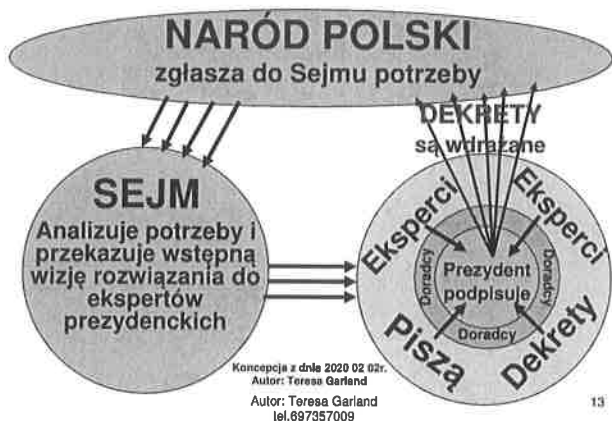 NARÓD POLSKI
zgłasza do Sejmu potrzeby
DEKRETY
są wdrażane
SEJM
Analizuje potrzeby i
przekazuje wstępną
wizję rozwiązania do
ekspertów
prezydenckich
Eksperci
Eksperci
Doradcy
Prezydent
podpisuje
Doradcy
Doradcy
Piszą
Dekrety
Koncepcja z dnia 2020 02 02r.
Autor: Teresa Garland
Autor: Teresa Garland
tel.697357009
13